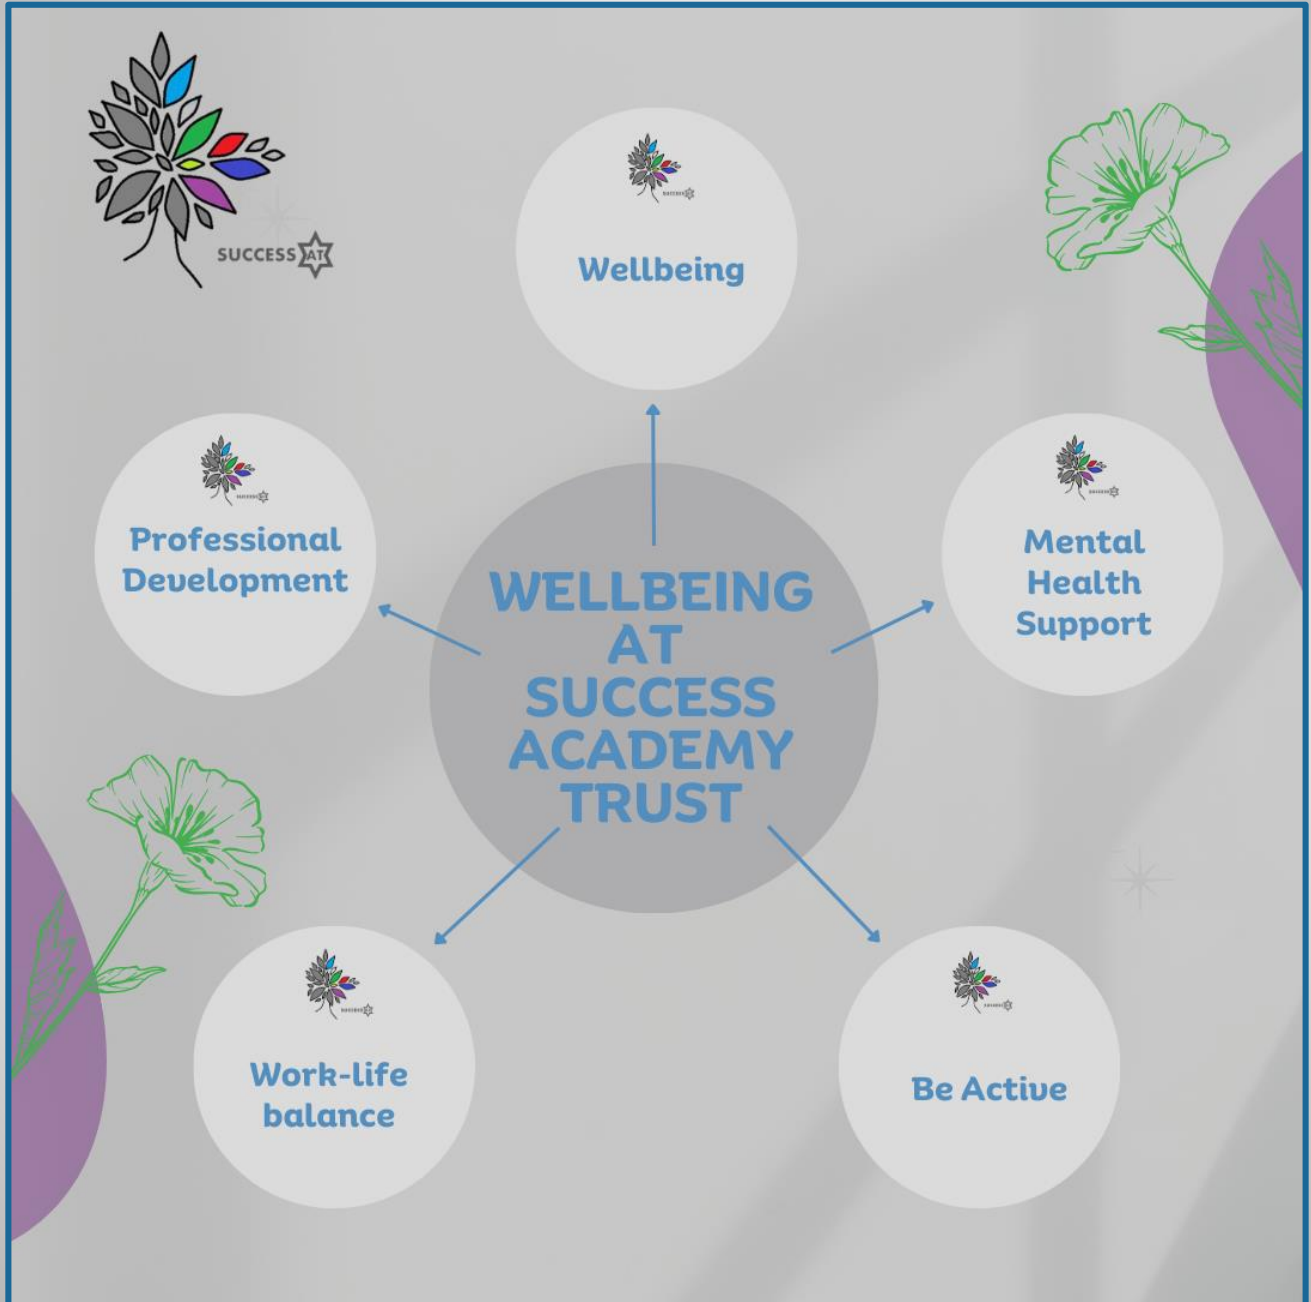 SUCCESS AT
Wellbeing
Professional
Development
Mental
Health
Support
WELLBEING
AT
SUCCESS
ACADEMY
TRUST
Work-life
balance
Be Active